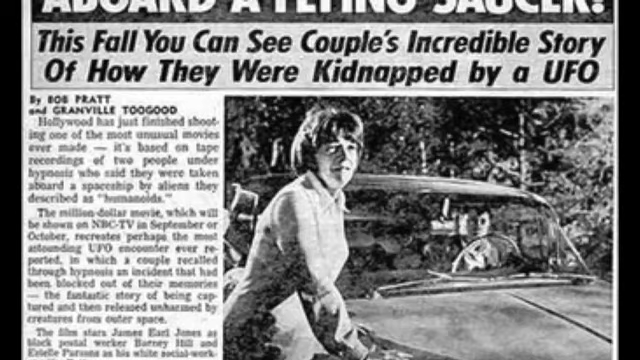 ABOARD A FLYING SAUCER!
This Fall You Can See Couple's Incredible Story
Of How They Were Kidnapped by a UFO
By BOB PRATT
and GRANVILLE TOOGOOD
Hollywood has just finished shoot-
ing one of the most unusual movies
ever made — it's based on tape
recordings of two people under
hypnosis who said they were taken
aboard a spaceship by aliens they
described as "humanoids."
The million-dollar movie, which will
be shown on NBC-TV in September or
October, recreates perhaps the most
astounding UFO encounter ever re-
ported, in which a couple recalled
through hypnosis an incident that had
been blocked out of their memories
— the fantastic story of being cap-
tured and then released unharmed by
creatures from outer space.
The film stars James Earl Jones as
black postal worker Barney Hill and
Estelle Parsons as his white social-work-